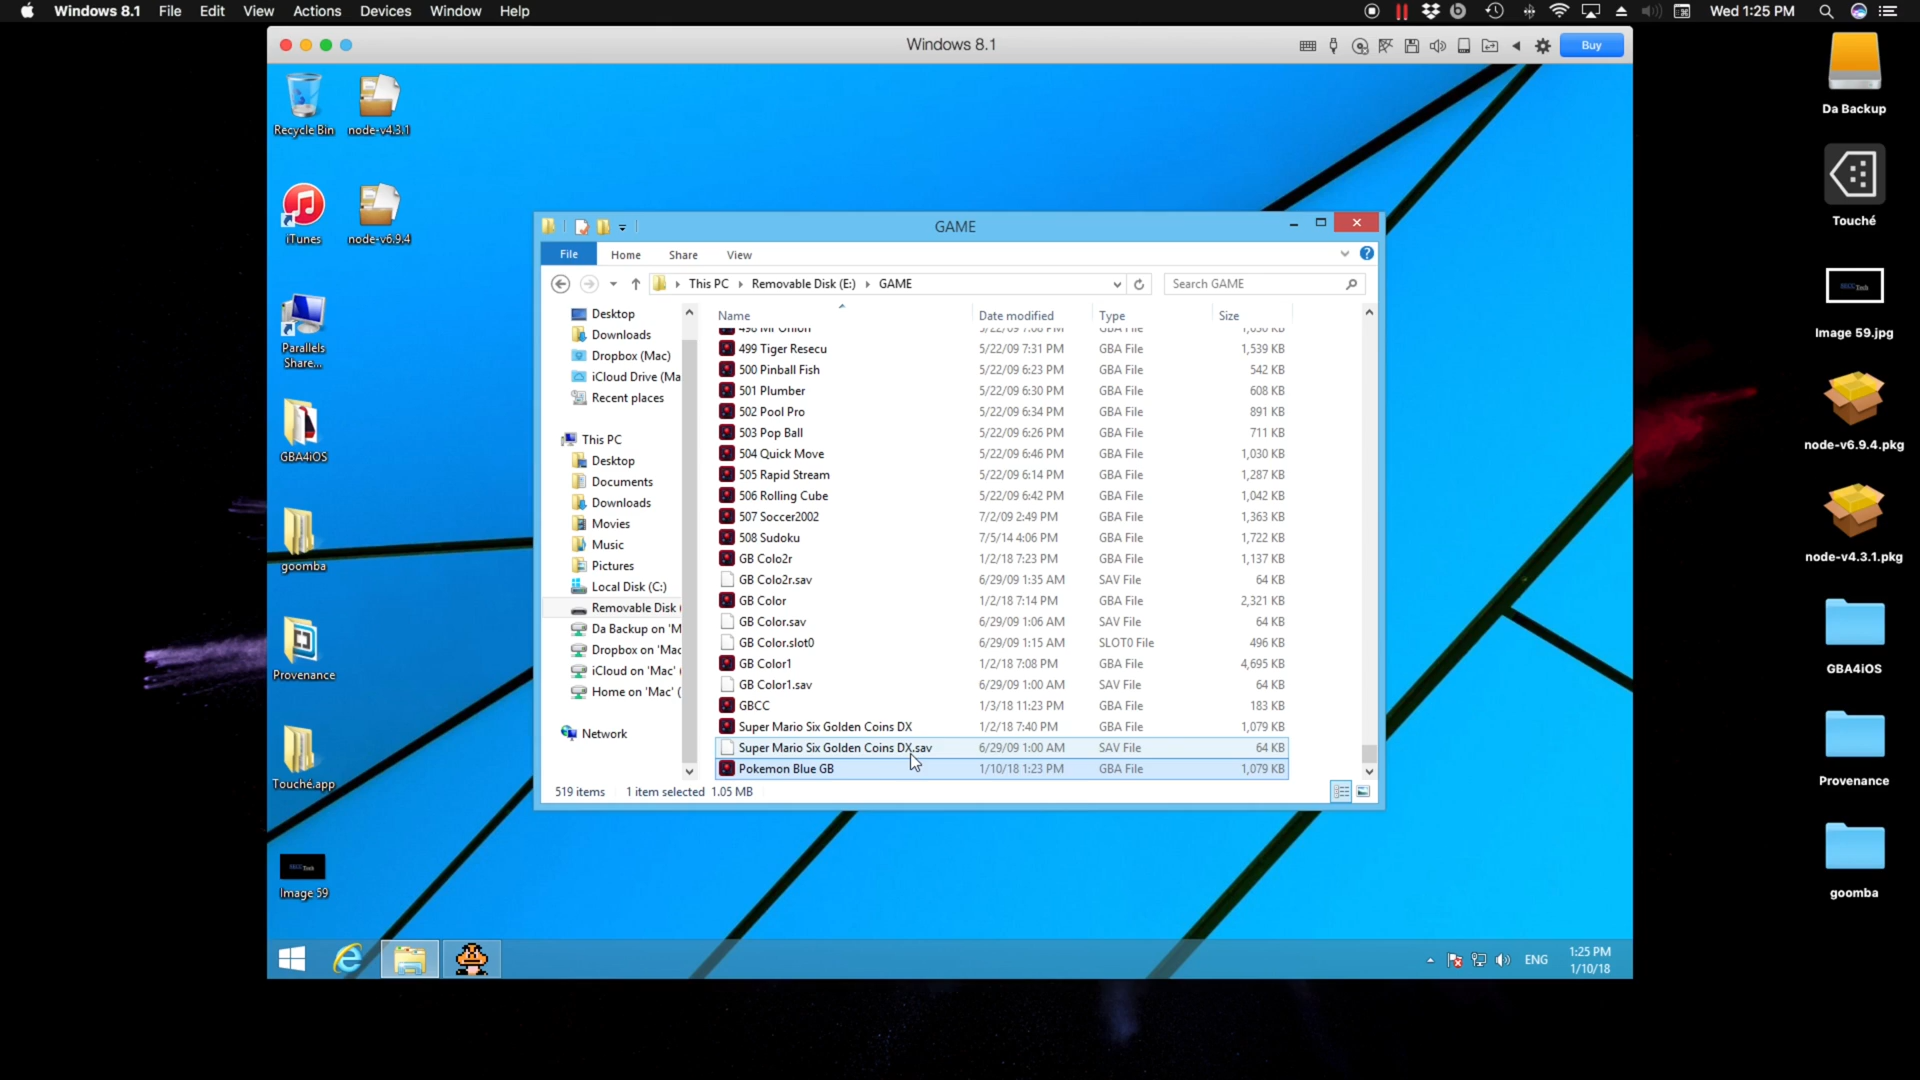 Windows 8.1 File Edit View Actions Devices Window Help Wed 1:25 PM
Windows 8.1 Buy
Recycle Bin node-v4.3.1
iTunes node-v6.9.4
Parallels
Share...
GBA4iOS
goomba
Provenance
Touché.app
Image 59
GAME
File Home Share View
This PC Removable Disk (E:) GAME Search GAME
Desktop
Downloads
Dropbox (Mac)
iCloud Drive (Ma
Recent places
This PC
Desktop
Documents
Downloads
Movies
Music
Pictures
Local Disk (C:)
Removable Disk (
Da Backup on 'M
Dropbox on 'Mac
iCloud on 'Mac' (
Home on 'Mac' (
Network
Name Date modified Type Size
498 Mr Onion 5/22/09 7:06 PM GBA File 1,030 KB
499 Tiger Resecu 5/22/09 7:31 PM GBA File 1,539 KB
500 Pinball Fish 5/22/09 6:23 PM GBA File 542 KB
501 Plumber 5/22/09 6:30 PM GBA File 608 KB
502 Pool Pro 5/22/09 6:34 PM GBA File 891 KB
503 Pop Ball 5/22/09 6:26 PM GBA File 711 KB
504 Quick Move 5/22/09 6:46 PM GBA File 1,030 KB
505 Rapid Stream 5/22/09 6:14 PM GBA File 1,287 KB
506 Rolling Cube 5/22/09 6:42 PM GBA File 1,042 KB
507 Soccer2002 7/2/09 2:49 PM GBA File 1,363 KB
508 Sudoku 7/5/14 4:06 PM GBA File 1,722 KB
GB Colo2r 1/2/18 7:23 PM GBA File 1,137 KB
GB Colo2r.sav 6/29/09 1:35 AM SAV File 64 KB
GB Color 1/2/18 7:14 PM GBA File 2,321 KB
GB Color.sav 6/29/09 1:06 AM SAV File 64 KB
GB Color.slot0 6/29/09 1:15 AM SLOT0 File 496 KB
GB Color1 1/2/18 7:08 PM GBA File 4,695 KB
GB Color1.sav 6/29/09 1:00 AM SAV File 64 KB
GBCC 1/3/18 11:23 PM GBA File 183 KB
Super Mario Six Golden Coins DX 1/2/18 7:40 PM GBA File 1,079 KB
Super Mario Six Golden Coins DX.sav 6/29/09 1:00 AM SAV File 64 KB
Pokemon Blue GB 1/10/18 1:23 PM GBA File 1,079 KB
519 items 1 item selected 1.05 MB
ENG 1:25 PM
1/10/18
Da Backup
Touché
Image 59.jpg
node-v6.9.4.pkg
node-v4.3.1.pkg
GBA4iOS
Provenance
goomba